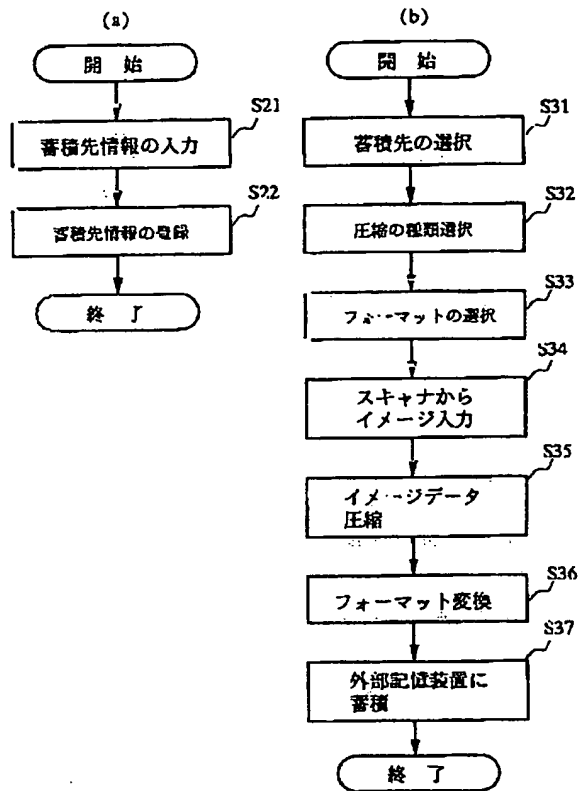 (a)
開 始
S21
蓄積先情報の入力
S22
蓄積先情報の登録
終 了
(b)
開 始
S31
蓄積先の選択
S32
圧縮の種類選択
S33
フォーマットの選択
S34
スキャナから
イメージ入力
S35
イメージデータ
圧縮
S36
フォーマット変換
S37
外部記憶装置に
蓄積
終 了